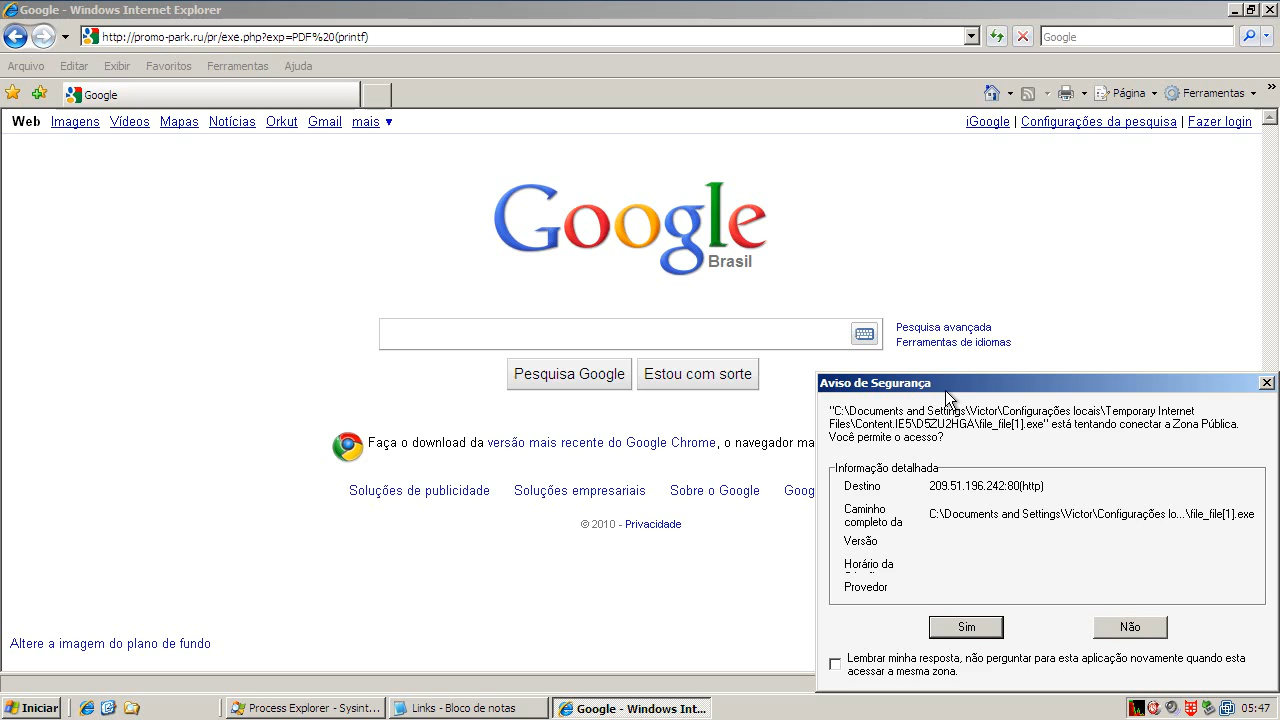 Google - Windows Internet Explorer
http://promo-park.ru/pr/exe.php?exp=PDF%20(printf)
Google
Arquivo Editar Exibir Favoritos Ferramentas Ajuda
Google
Página Ferramentas
Web Imagens Vídeos Mapas Notícias Orkut Gmail mais ▼
iGoogle | Configurações da pesquisa | Fazer login
Google
Brasil
Pesquisa avançada
Ferramentas de idiomas
Pesquisa Google Estou com sorte
Faça o download da versão mais recente do Google Chrome, o navegador ma
Soluções de publicidade Soluções empresariais Sobre o Google Goog
© 2010 - Privacidade
Altere a imagem do plano de fundo
Aviso de Segurança
"C:\Documents and Settings\Victor\Configurações locais\Temporary Internet
Files\Content.IE5\D5ZU2HGA\file_file[1].exe" está tentando conectar a Zona Pública.
Você permite o acesso?
Informação detalhada
Destino 209.51.196.242:80(http)
Caminho
completo da
C:\Documents and Settings\Victor\Configurações lo...\file_file[1].exe
Versão
Horário da
Provedor
Sim Não
Lembrar minha resposta, não perguntar para esta aplicação novamente quando esta
acessar a mesma zona.
Iniciar
Process Explorer - Sysint...
Links - Bloco de notas
Google - Windows Int...
05:47